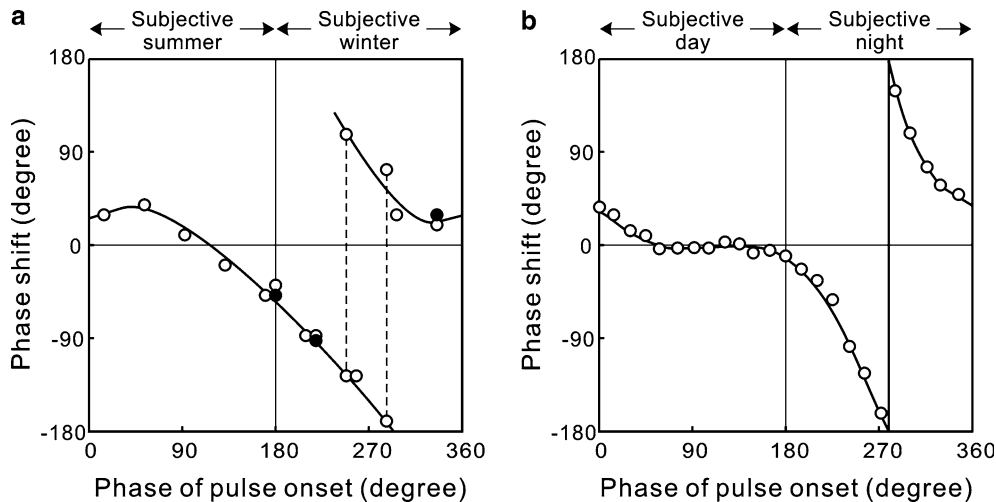 a
Subjective
summer
Subjective
winter
180
90
0
-90
-180
Phase shift (degree)
0
90
180
270
360
Phase of pulse onset (degree)
b
Subjective
day
Subjective
night
180
90
0
-90
-180
Phase shift (degree)
0
90
180
270
360
Phase of pulse onset (degree)